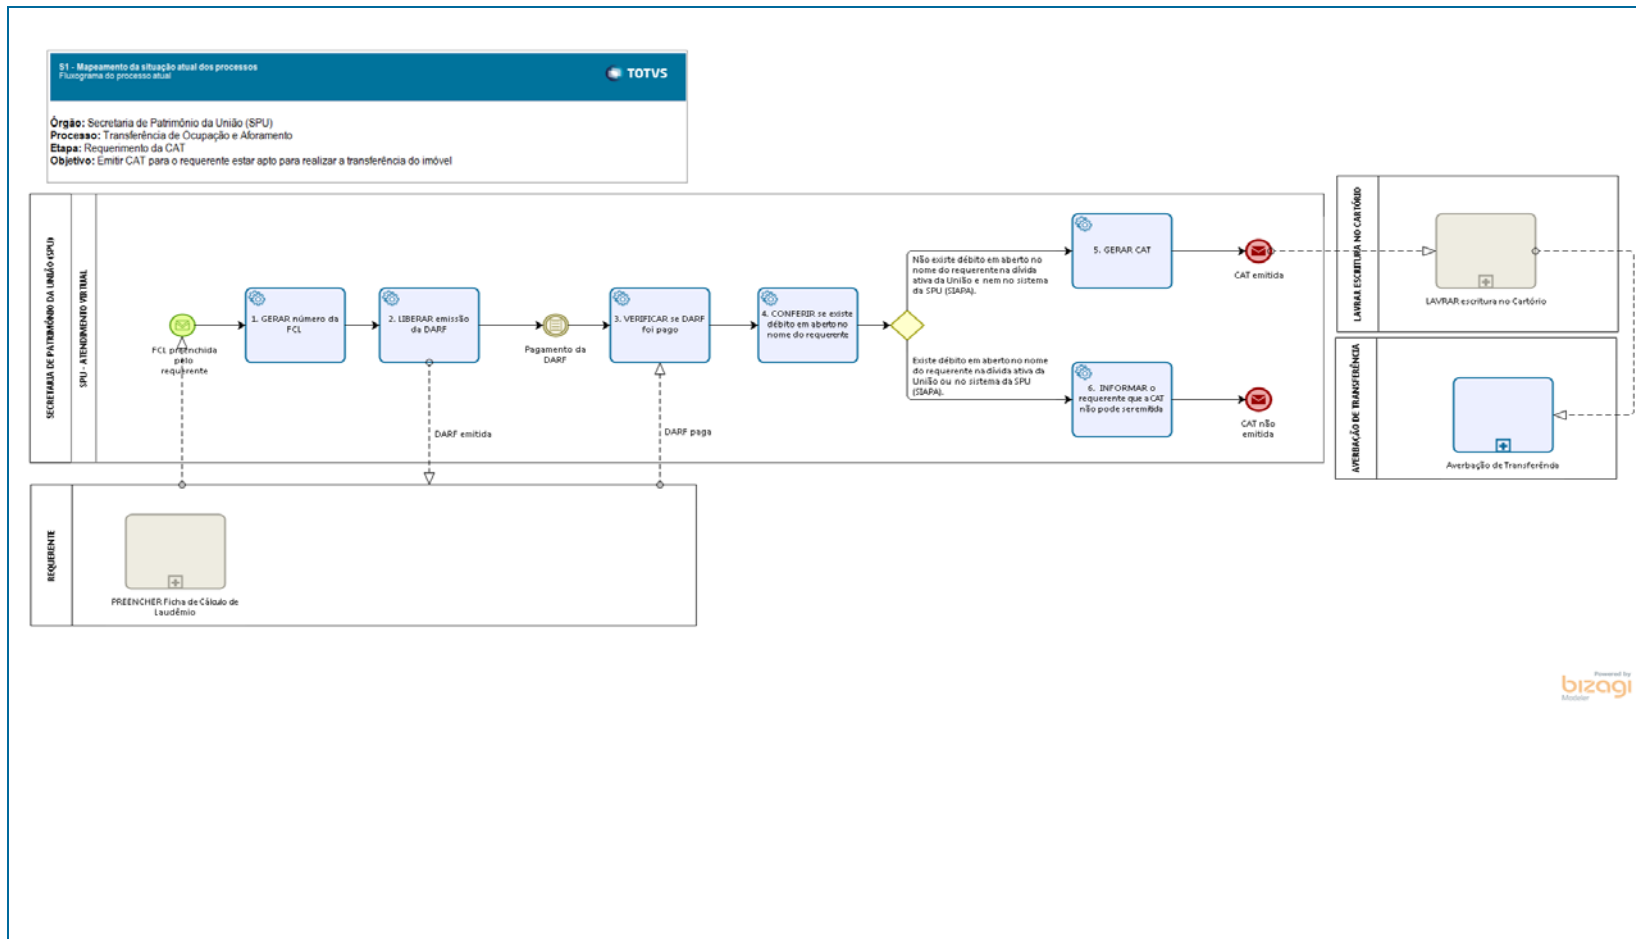 S1 - Mapeamento da situação atual dos processos
Fluxograma do processo atual
TOTVS
Órgão: Secretaria de Patrimônio da União (SPU)
Processo: Transferência de Ocupação e Aforamento
Etapa: Requerimento da CAT
Objetivo: Emitir CAT para o requerente estar apto para realizar a transferência do imóvel
SECRETARIA DE PATRIMÔNIO DA UNIÃO (SPU)
SPU - ATENDIMENTO VIRTUAL
FCL preenchida
pelo
requerente
1. GERAR número da
FCL
2. LIBERAR emissão
da DARF
Pagamento da
DARF
3. VERIFICAR se DARF
foi pago
4. CONFERIR se existe
débito em aberto no
nome do requerente
Não existe débito em aberto no
nome do requerente na dívida
ativa da União e nem no sistema
da SPU (SIAPA).
5. GERAR CAT
CAT emitida
Existe débito em aberto no nome
do requerente na dívida ativa da
União ou no sistema da SPU
(SIAPA).
6. INFORMAR o
requerente que a CAT
não pode ser emitida
CAT não
emitida
DARF emitida
DARF paga
LAVRAR ESCRITURA NO CARTÓRIO
LAVRAR escritura no Cartório
AVERBAÇÃO DE TRANSFERÊNCIA
Averbação de Transferência
REQUERENTE
PREENCHER Ficha de Cálculo de
Laudêmio
Powered by
bizagi
Modeler